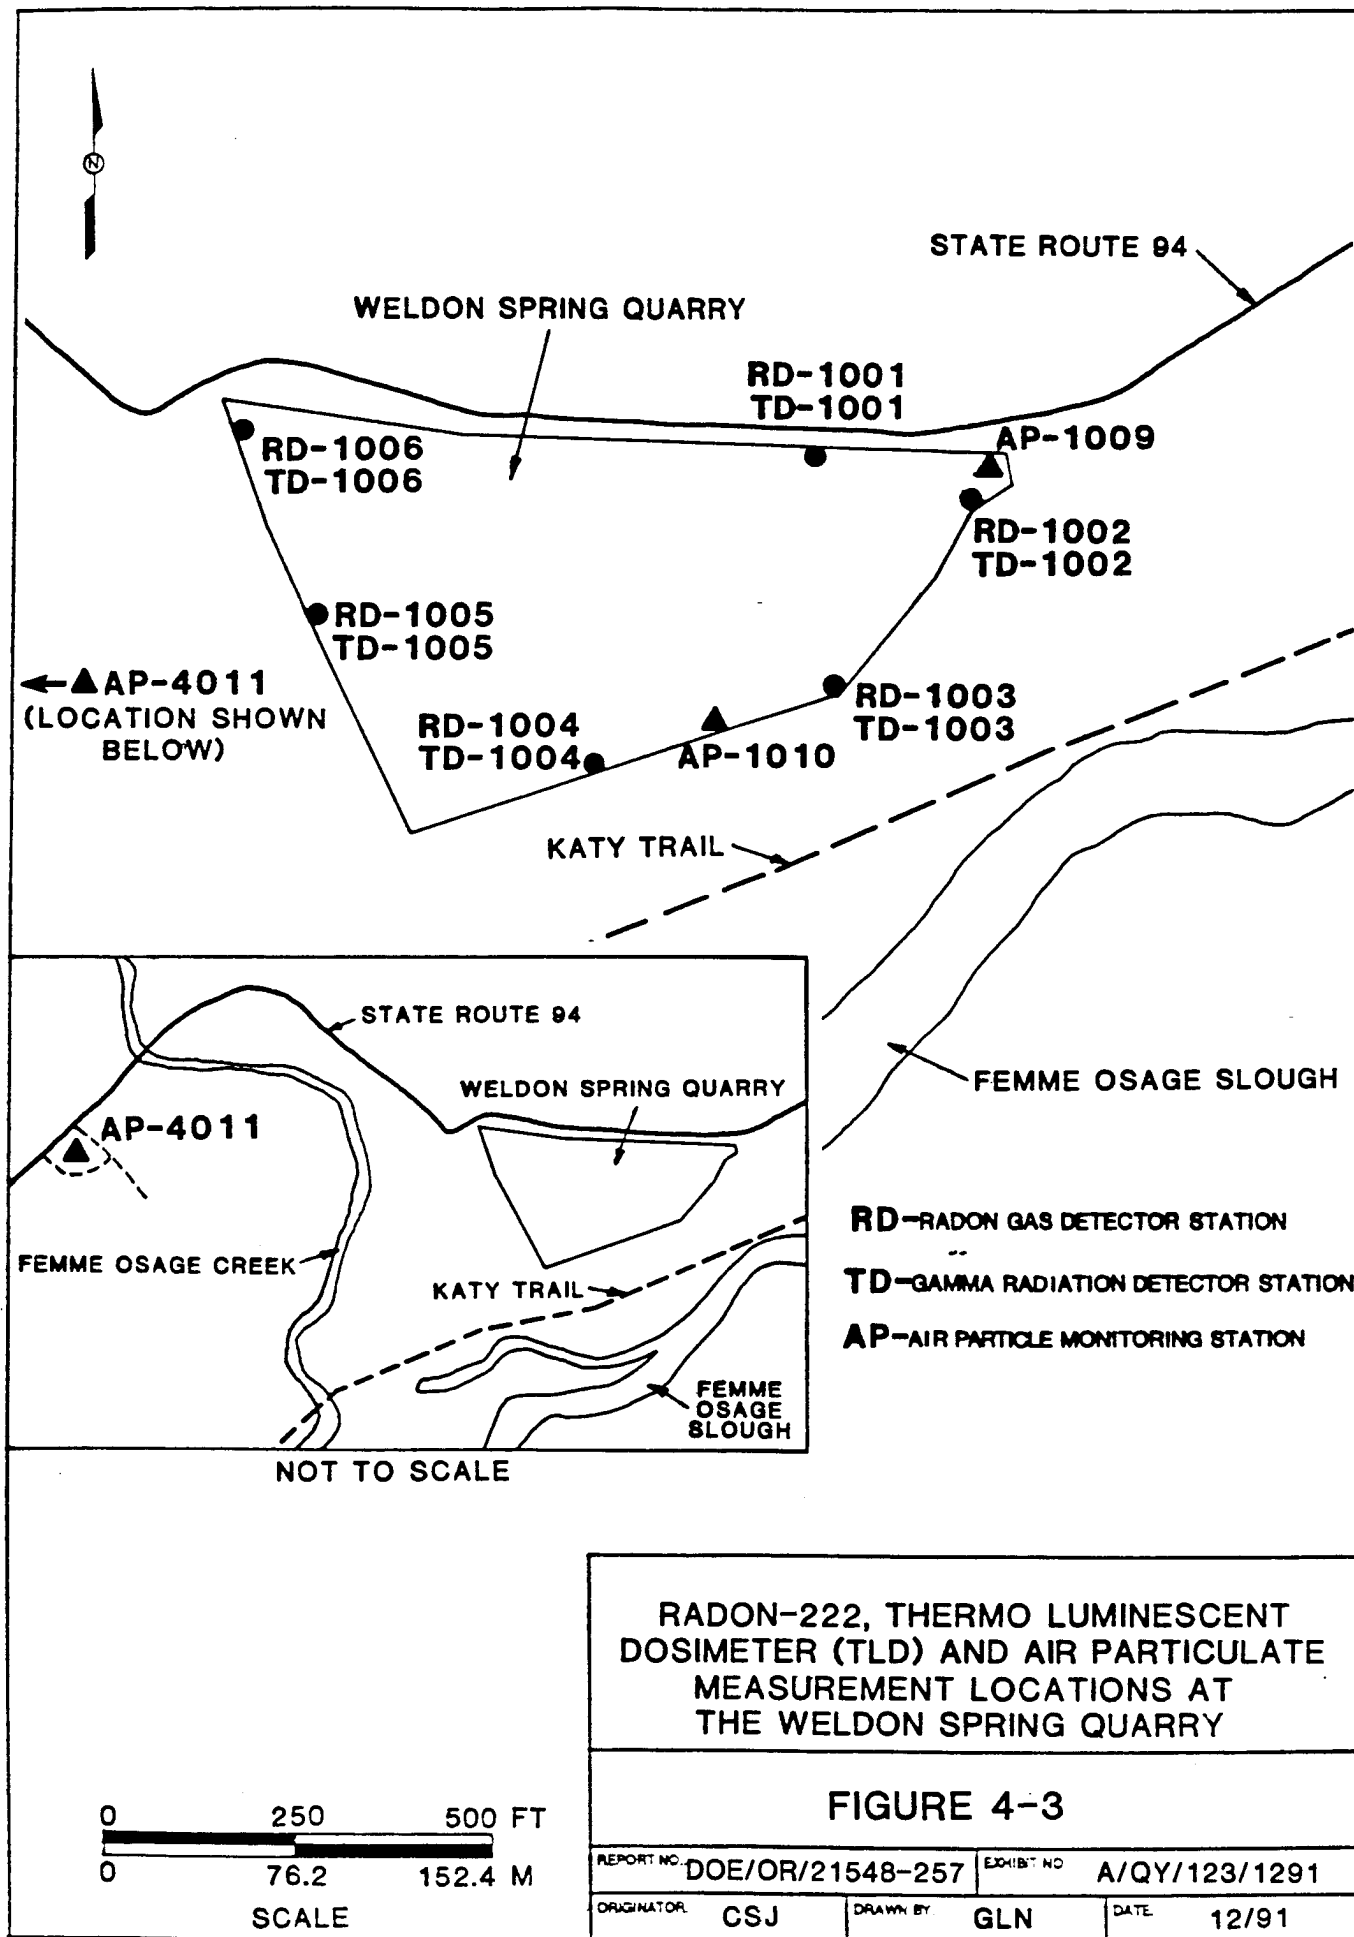 N
STATE ROUTE 94
WELDON SPRING QUARRY
RD-1001
TD-1001
AP-1009
RD-1006
TD-1006
RD-1002
TD-1002
RD-1005
TD-1005
AP-4011
(LOCATION SHOWN
BELOW)
RD-1003
TD-1003
RD-1004
TD-1004
AP-1010
KATY TRAIL
STATE ROUTE 94
WELDON SPRING QUARRY
AP-4011
FEMME OSAGE CREEK
KATY TRAIL
FEMME
OSAGE
SLOUGH
NOT TO SCALE
FEMME OSAGE SLOUGH
RD-RADON GAS DETECTOR STATION
TD-GAMMA RADIATION DETECTOR STATION
AP-AIR PARTICLE MONITORING STATION
RADON-222, THERMO LUMINESCENT
DOSIMETER (TLD) AND AIR PARTICULATE
MEASUREMENT LOCATIONS AT
THE WELDON SPRING QUARRY
FIGURE 4-3
REPORT NO. DOE/OR/21548-257 EXHIBIT NO A/QY/123/1291
ORIGINATOR CSJ DRAWN BY GLN DATE 12/91
0 250 500 FT
0 76.2 152.4 M
SCALE